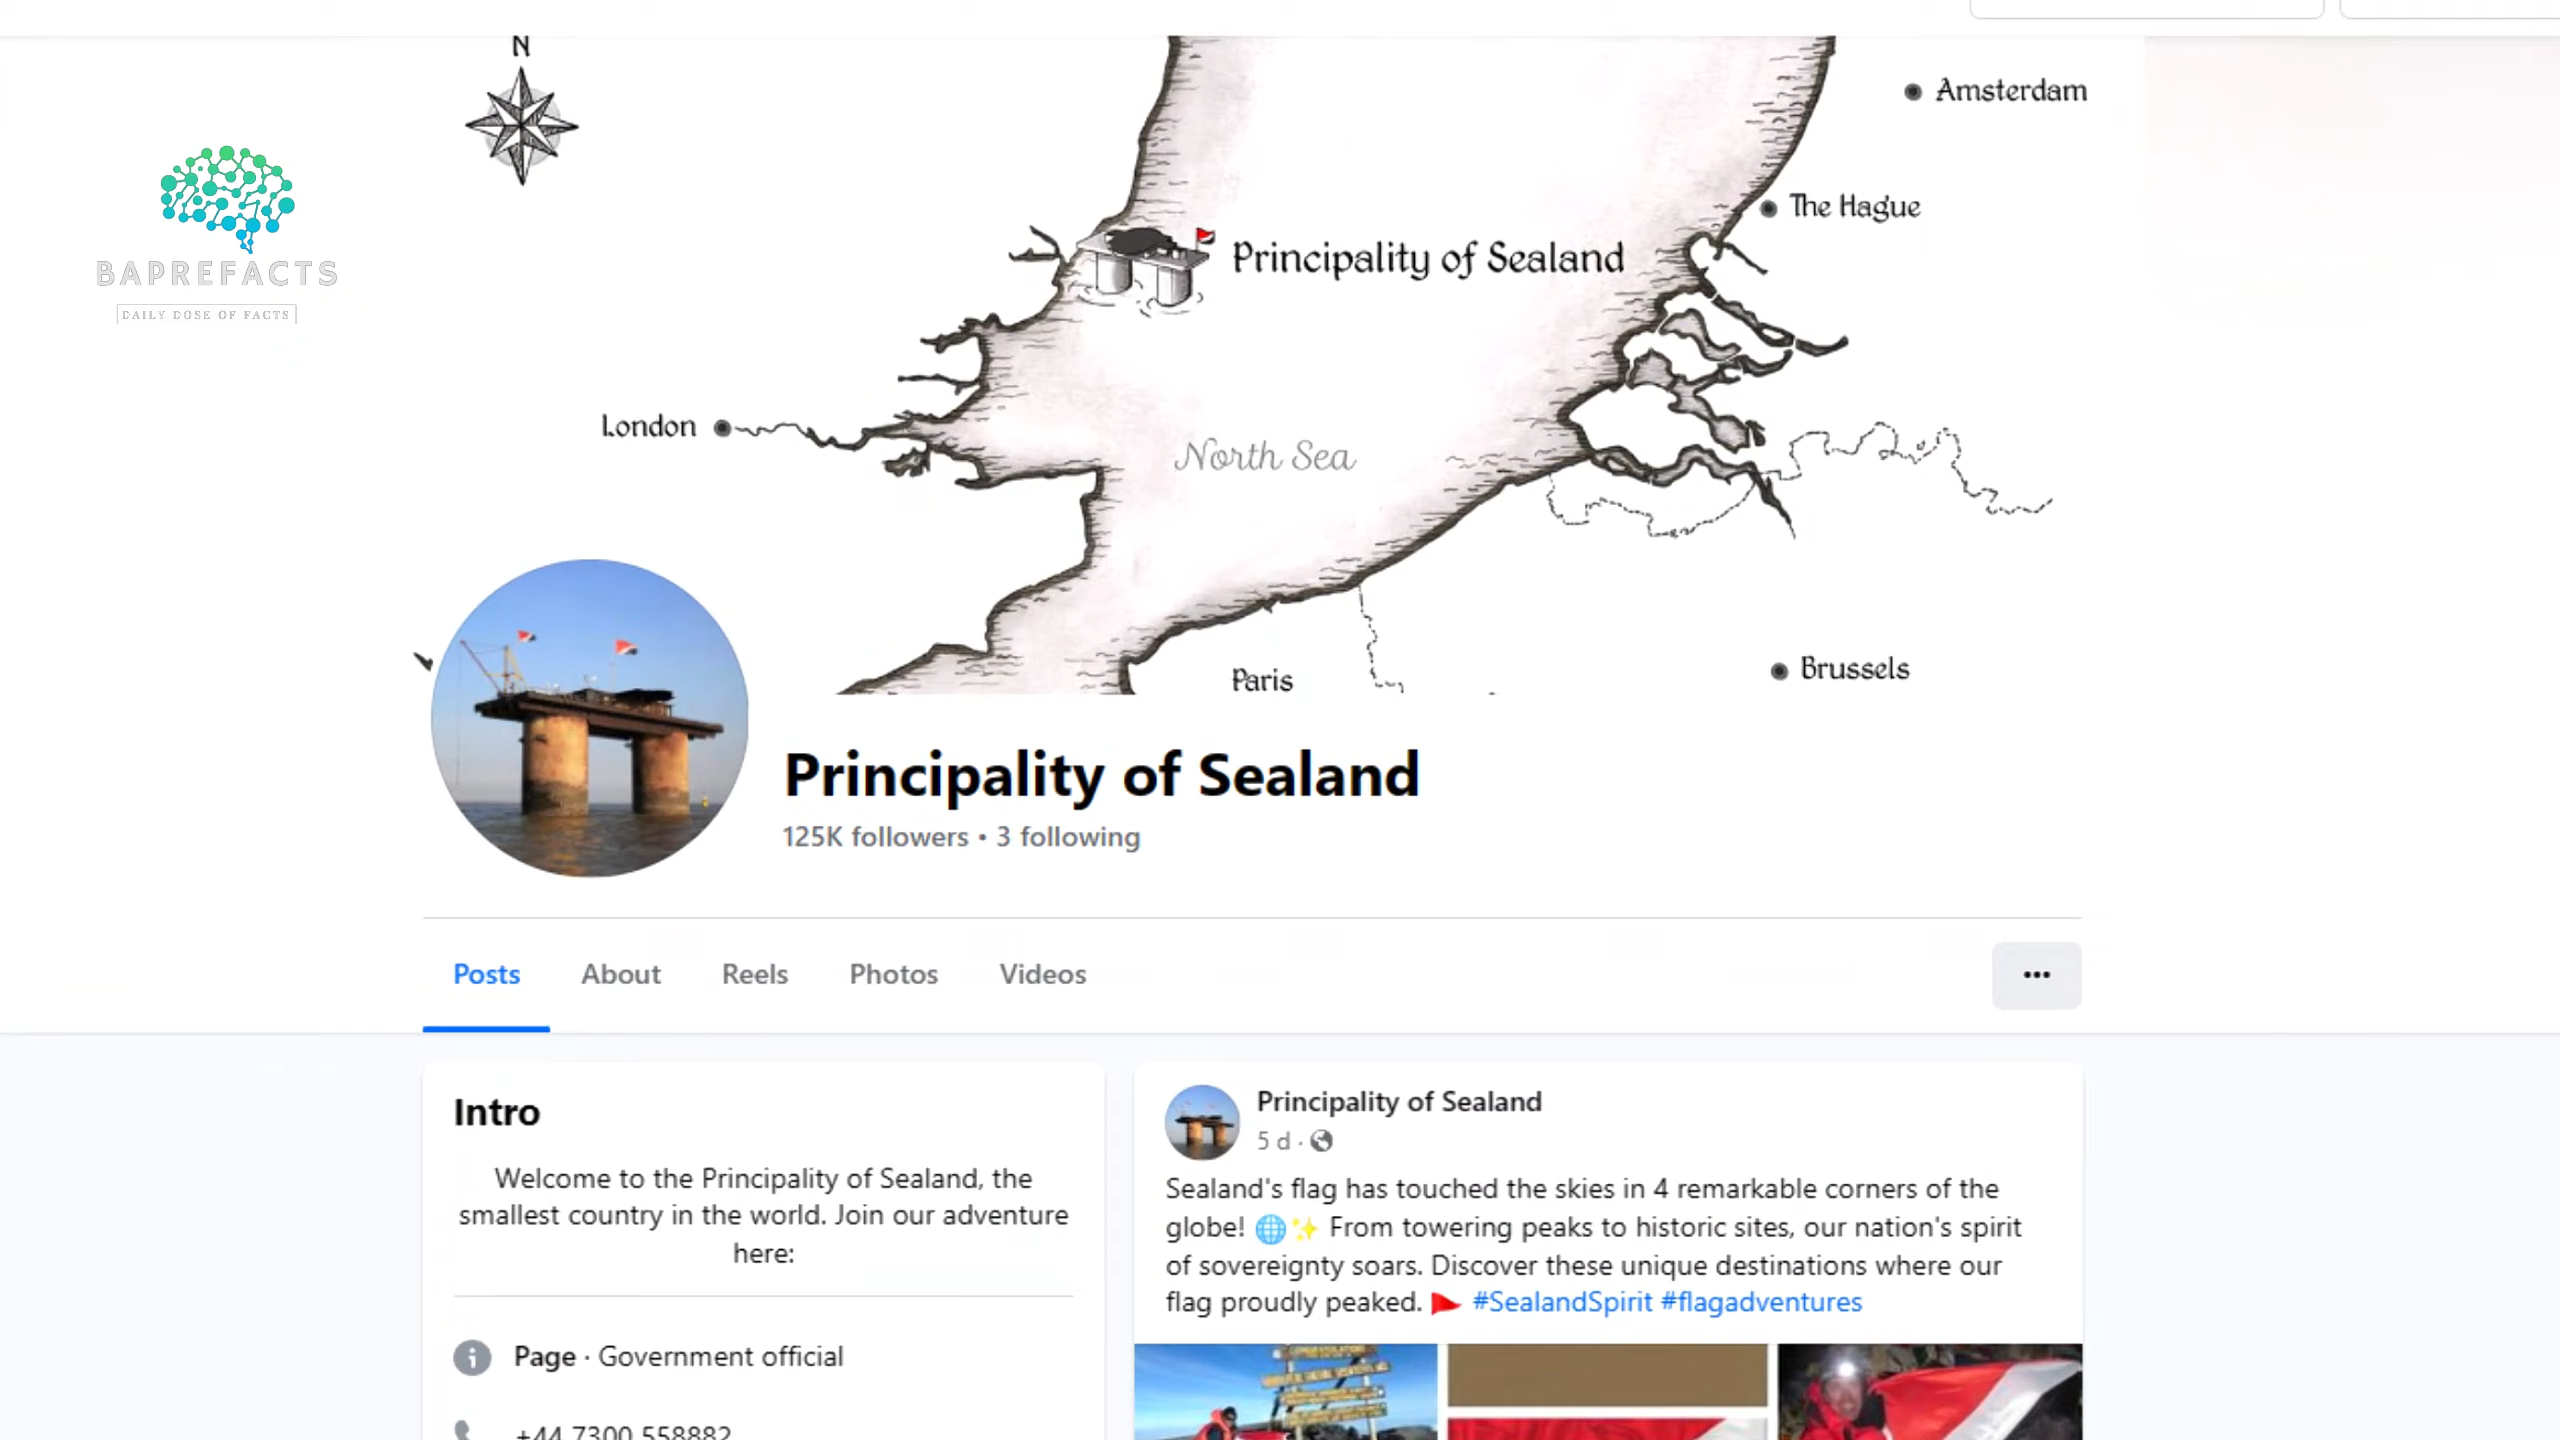 N
Amsterdam
BAPREFACTS
DAILY DOSE OF FACTS
The Hague
Principality of Sealand
London
North Sea
Paris
Brussels
Principality of Sealand
125K followers • 3 following
Posts About Reels Photos Videos
Intro
Welcome to the Principality of Sealand, the
smallest country in the world. Join our adventure
here:
Page · Government official
+44 7300 558882
Principality of Sealand
5 d ·
Sealand's flag has touched the skies in 4 remarkable corners of the
globe! 🌐✨ From towering peaks to historic sites, our nation's spirit
of sovereignty soars. Discover these unique destinations where our
flag proudly peaked. 🚩 #SealandSpirit #flagadventures